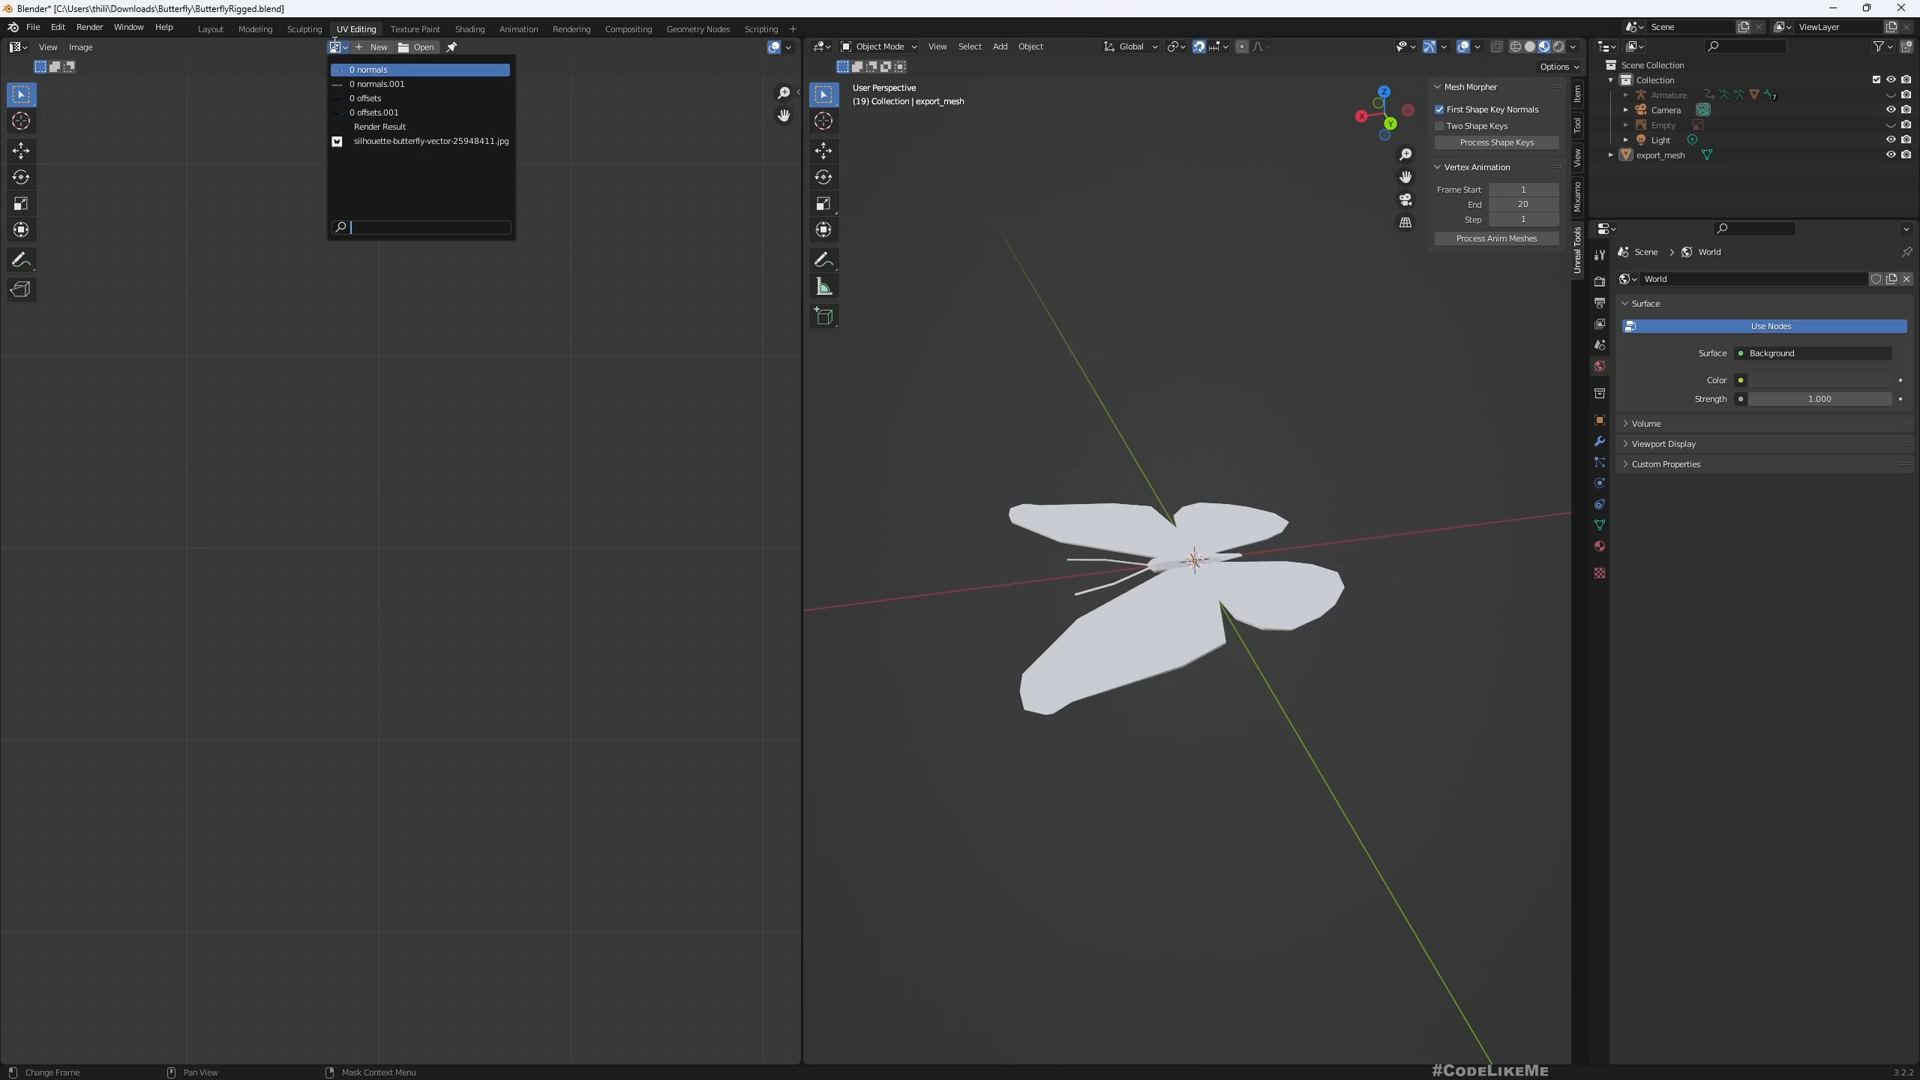 Blender* [C:\Users\thili\Downloads\Butterfly\ButterflyRigged.blend]
File Edit Render Window Help Layout Modeling Sculpting UV Editing Texture Paint Shading Animation Rendering Compositing Geometry Nodes Scripting + Scene ViewLayer
View Image New Open Object Mode View Select Add Object Global
Options
0 normals
0 normals.001
0 offsets
0 offsets.001
Render Result
silhouette-butterfly-vector-25948411.jpg
User Perspective
(19) Collection | export_mesh
Z
X
Y
Mesh Morpher
First Shape Key Normals
Two Shape Keys
Process Shape Keys
Vertex Animation
Frame Start 1
End 20
Step 1
Process Anim Meshes
Item
Tool
View
Mixamo
Unreal Tools
Scene Collection
Collection
Armature
7
Camera
Empty
Light
export_mesh
Scene World
World
Surface
Use Nodes
Surface Background
Color
Strength 1.000
Volume
Viewport Display
Custom Properties
Change Frame Pan View Mask Context Menu
#CodeLikeMe
3.2.2